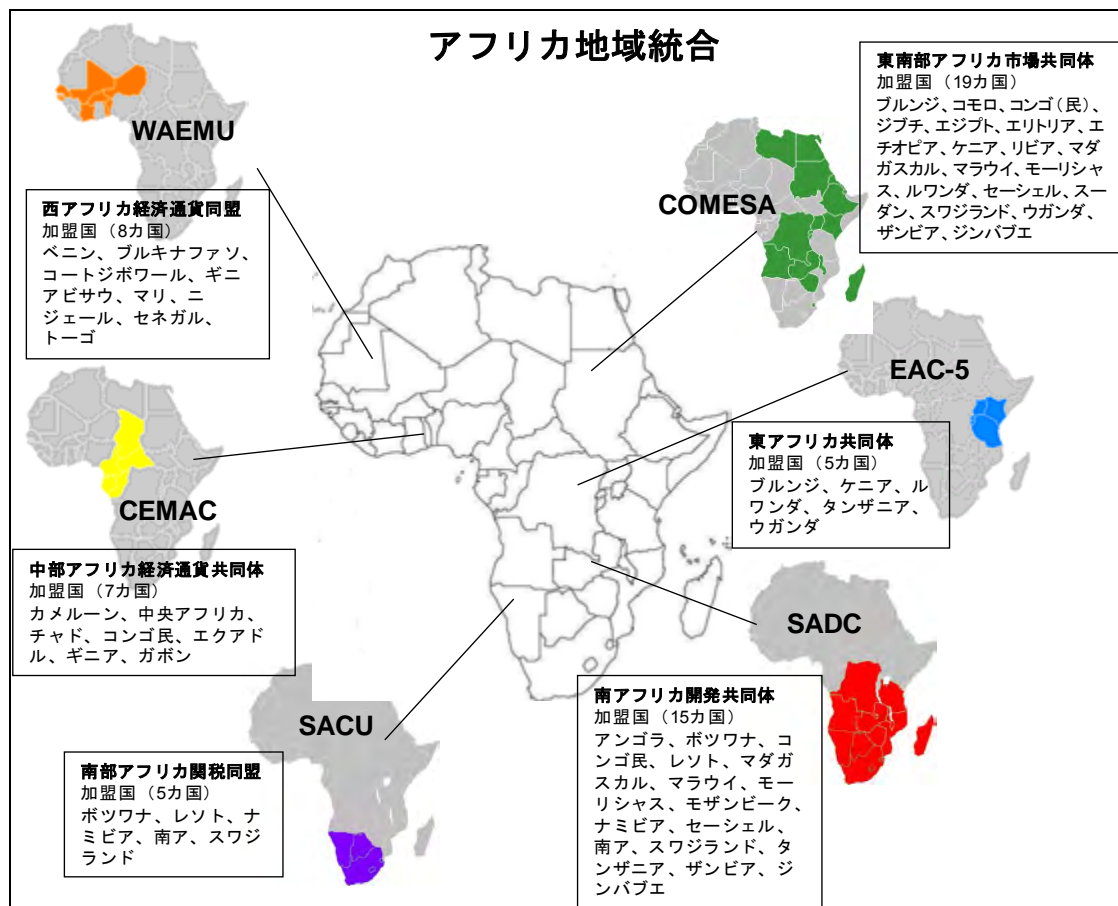 アフリカ地域統合
WAEMU
西アフリカ経済通貨同盟
加盟国（8カ国）
ベニン、ブルキナファソ、
コートジボワール、ギニ
アビサウ、マリ、ニ
ジェール、セネガル、
トーゴ
COMESA
東南部アフリカ市場共同体
加盟国（19カ国）
ブルンジ、コモロ、コンゴ（民）、
ジブチ、エジプト、エリトリア、エ
チオピア、ケニア、リビア、マダ
ガスカル、マラウイ、モーリシャ
ス、ルワンダ、セーシェル、スー
ダン、スワジランド、ウガンダ、
ザンビア、ジンバブエ
EAC-5
東アフリカ共同体
加盟国（5カ国）
ブルンジ、ケニア、ル
ワンダ、タンザニア、
ウガンダ
CEMAC
中部アフリカ経済通貨共同体
加盟国（7カ国）
カメルーン、中央アフリカ、
チャド、コンゴ民、エクアド
ル、ギニア、ガボン
SADC
南アフリカ開発共同体
加盟国（15カ国）
アンゴラ、ボツワナ、コ
ンゴ民、レソト、マダガ
スカル、マラウイ、モー
リシャス、モザンビーク、
ナミビア、セーシェル、
南ア、スワジランド、タ
ンザニア、ザンビア、ジ
ンバブエ
SACU
南部アフリカ関税同盟
加盟国（5カ国）
ボツワナ、レソト、ナ
ミビア、南ア、スワジ
ランド